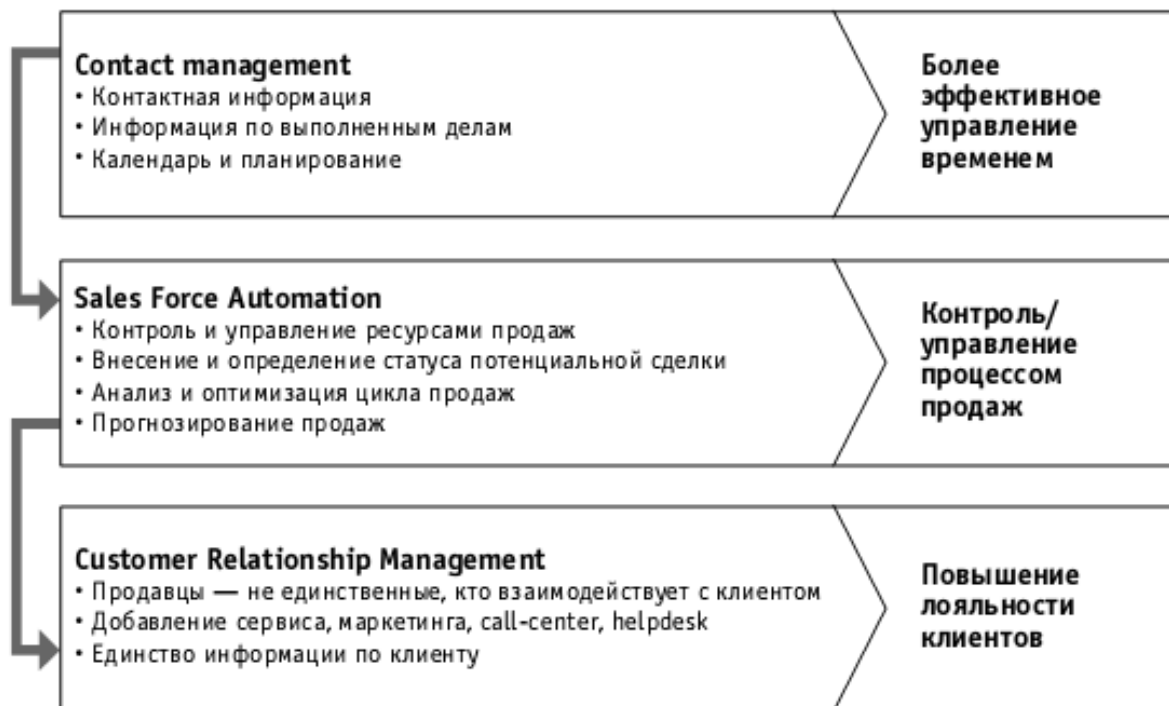 Contact management
• Контактная информация
• Информация по выполненным делам
• Календарь и планирование
Более
эффективное
управление
временем
Sales Force Automation
• Контроль и управление ресурсами продаж
• Внесение и определение статуса потенциальной сделки
• Анализ и оптимизация цикла продаж
• Прогнозирование продаж
Контроль/
управление
процессом
продаж
Customer Relationship Management
• Продавцы — не единственные, кто взаимодействует с клиентом
• Добавление сервиса, маркетинга, call-center, helpdesk
• Единство информации по клиенту
Повышение
лояльности
клиентов